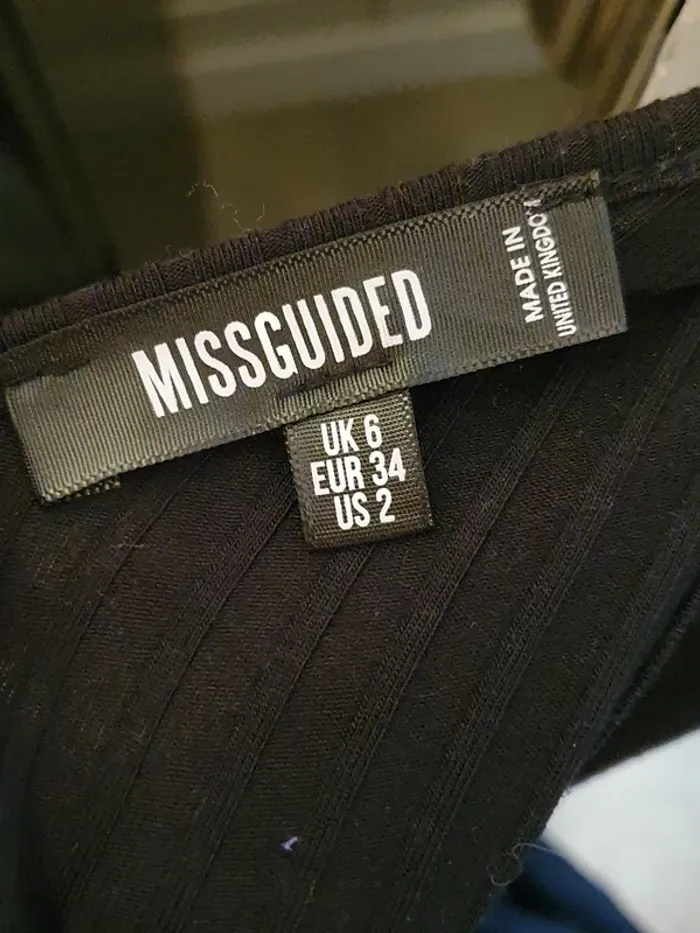 MISSGUIDED
MADE IN
UNITED KINGDOM
UK 6
EUR 34
US 2